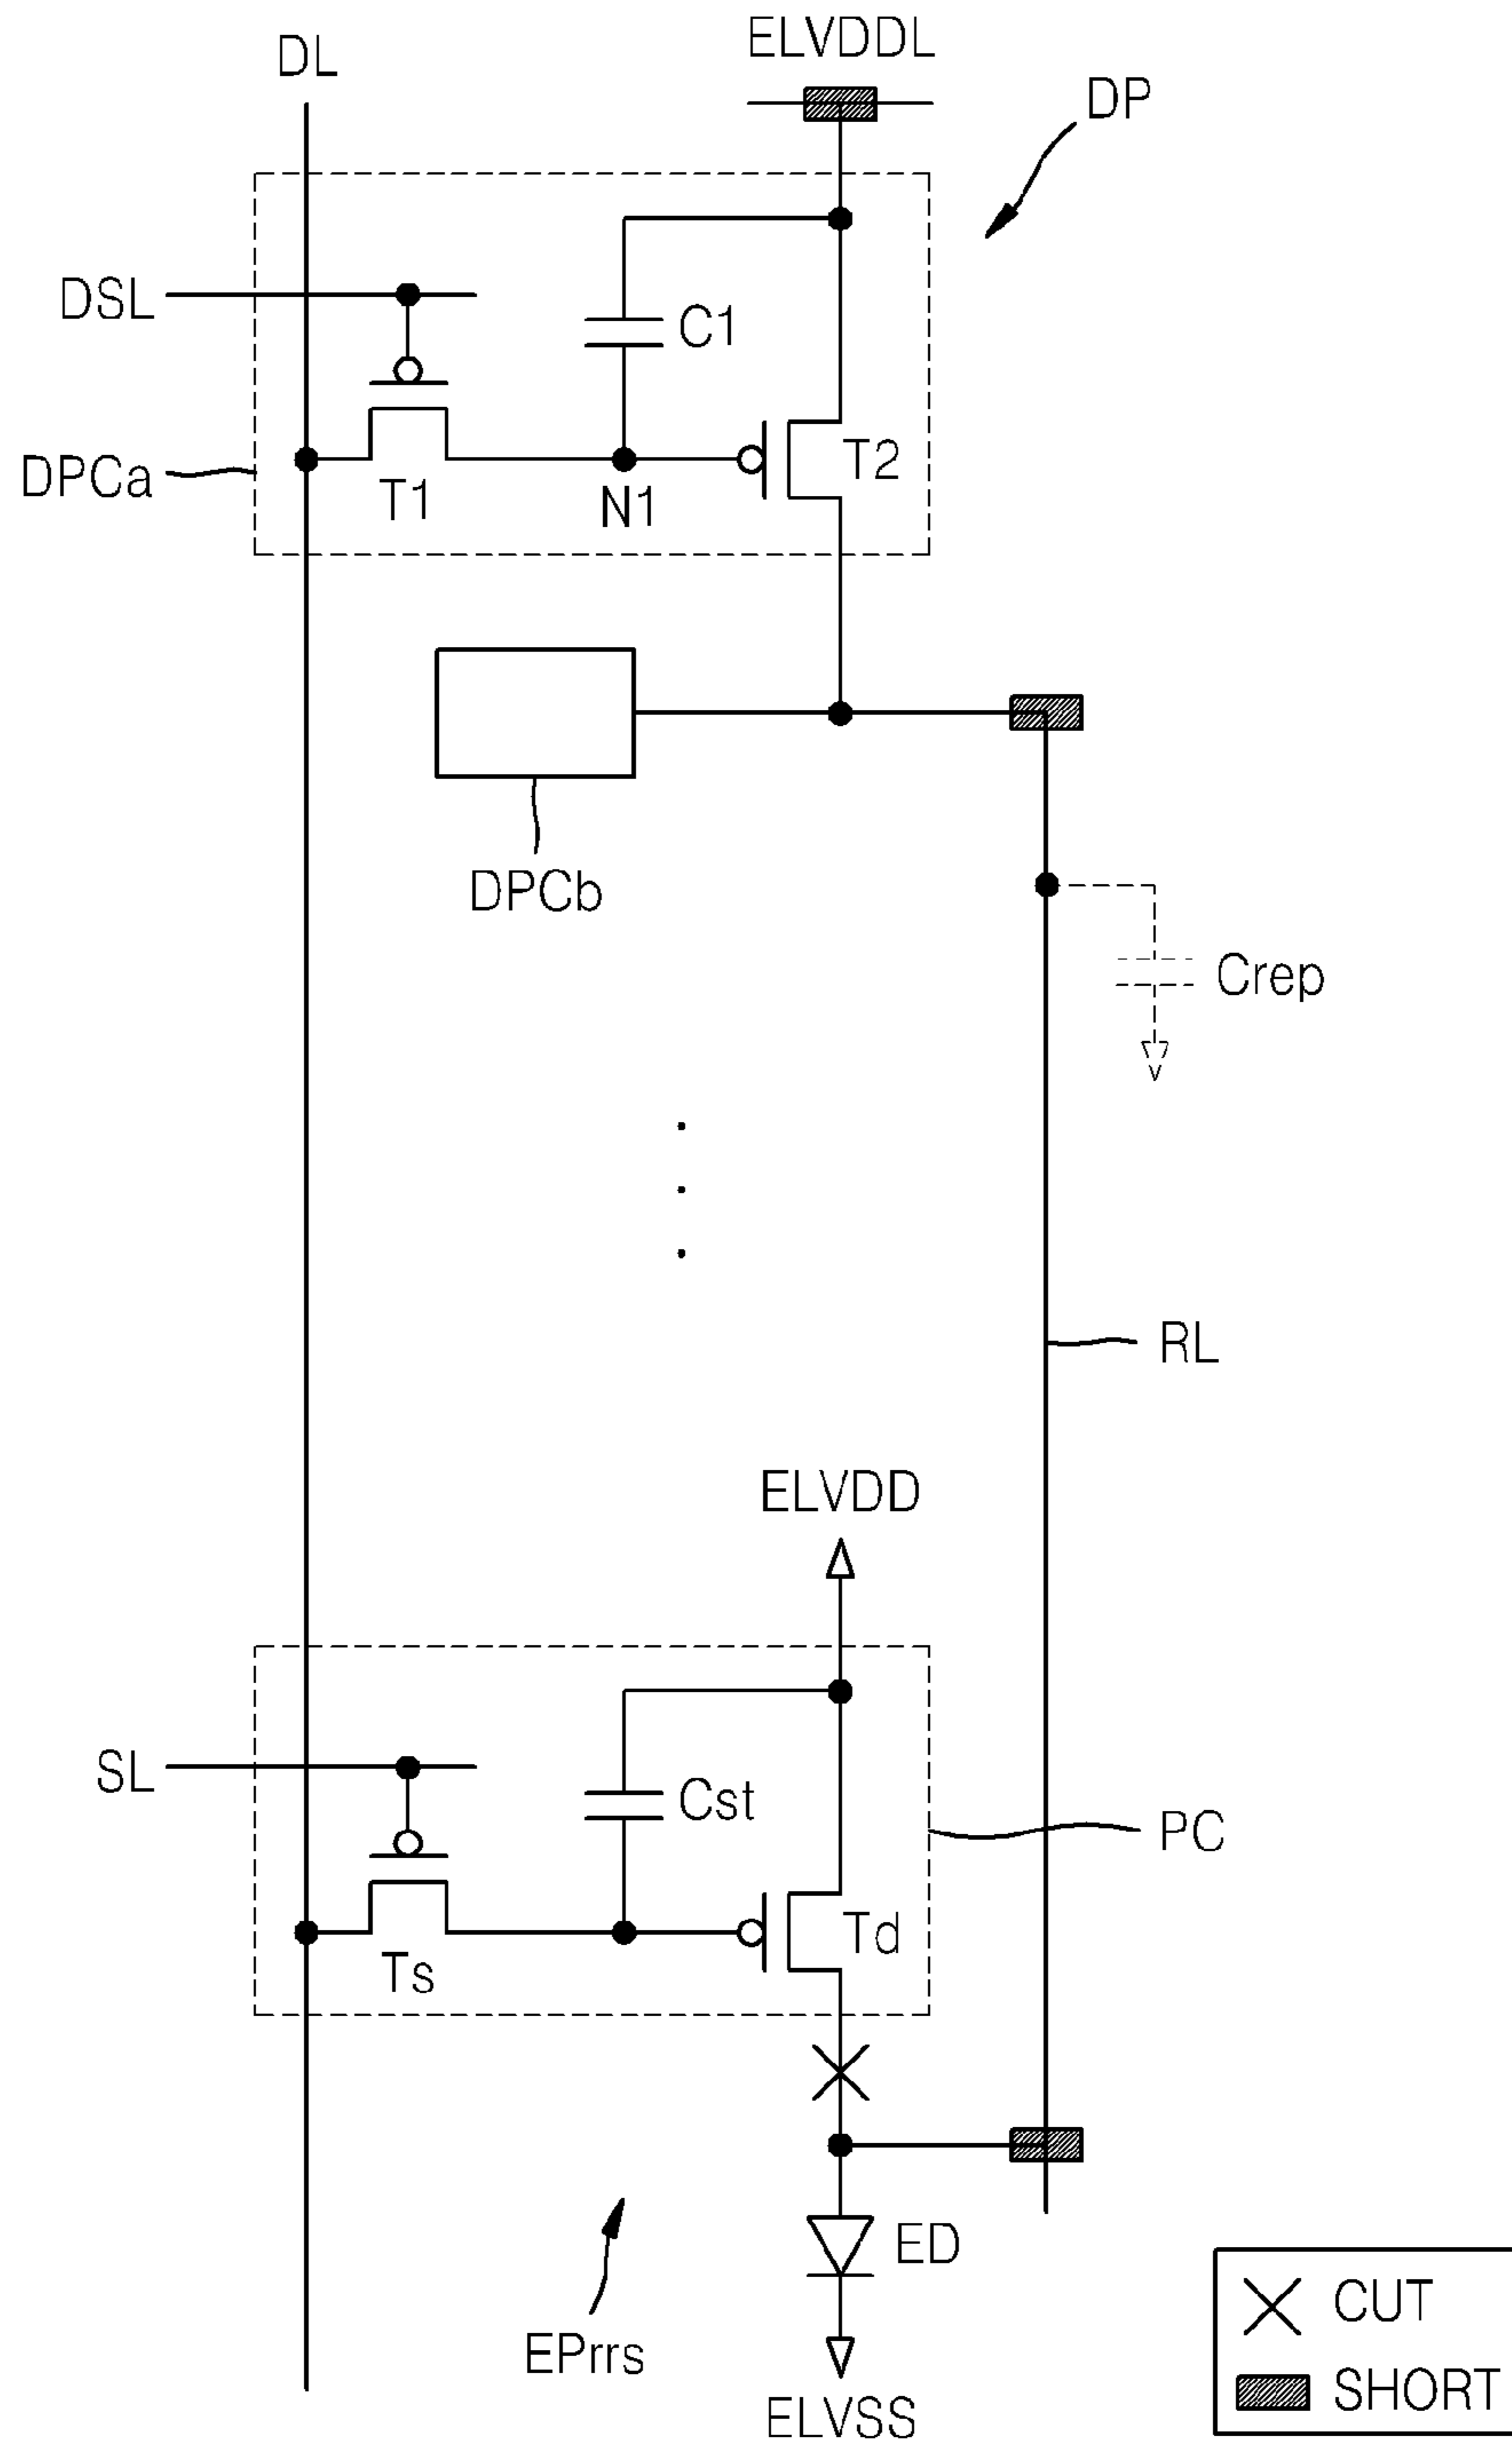 ELVDDL
DL
DP
DSL
C1
T2
DPCa
T1
N1
DPCb
Crep
RL
ELVDD
SL
Cst
PC
Td
Ts
ED
EPrrs
ELVSS
CUT
SHORT